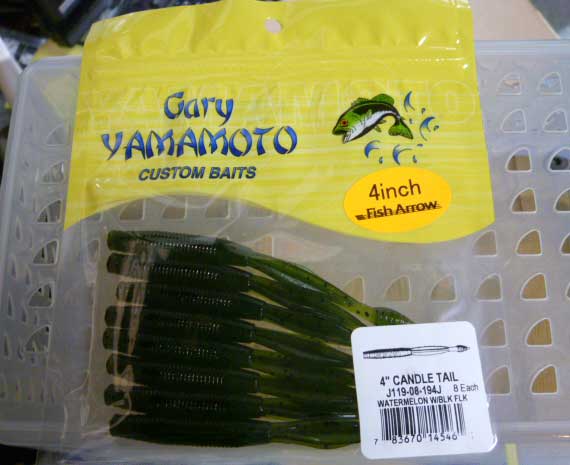 Gary
YAMAMOTO
CUSTOM BAITS
4inch
Fish Arrow
4" CANDLE TAIL
J119-08-194J 8 Each
WATERMELON W/BLK FLK
7 83670 14546